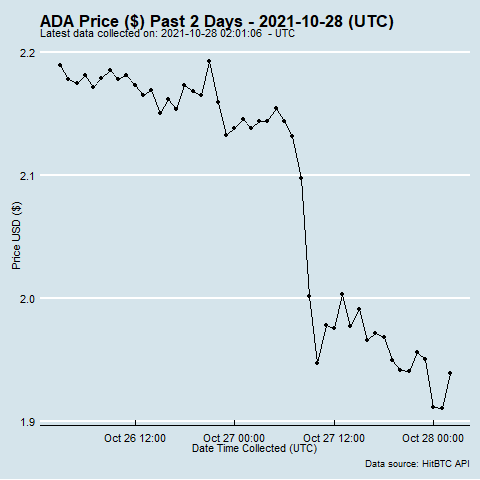 ADA Price ($) Past 2 Days - 2021-10-28 (UTC)
Latest data collected on: 2021-10-28 02:01:06 - UTC
2.2
2.1
2.0
1.9
Price USD ($)
Oct 26 12:00 Oct 27 00:00 Oct 27 12:00 Oct 28 00:00
Date Time Collected (UTC)
Data source: HitBTC API